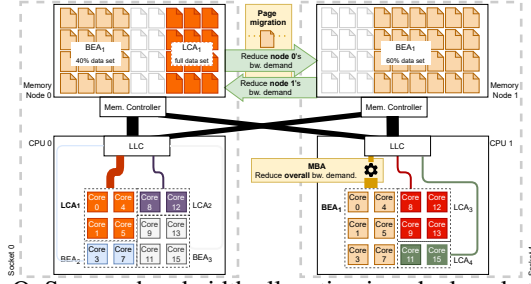 Page
migration
BEA1
40% data set
LCA1
full data set
BEA1
60% data set
Reduce node 0's
bw. demand
Reduce node 1's
bw. demand
Memory
Node 0
Memory
Node 1
Mem. Controller
Mem. Controller
CPU 0
LLC
LLC
CPU 1
MBA
Reduce overall bw. demand.
LCA1
Core
0
Core
4
Core
8
Core
12
LCA2
Core
1
Core
5
Core
9
Core
13
BEA2
Core
3
Core
7
Core
11
Core
15
BEA3
BEA1
Core
0
Core
4
Core
8
Core
12
LCA3
Core
1
Core
5
Core
9
Core
13
Core
3
Core
7
Core
11
Core
15
LCA4
Socket 0